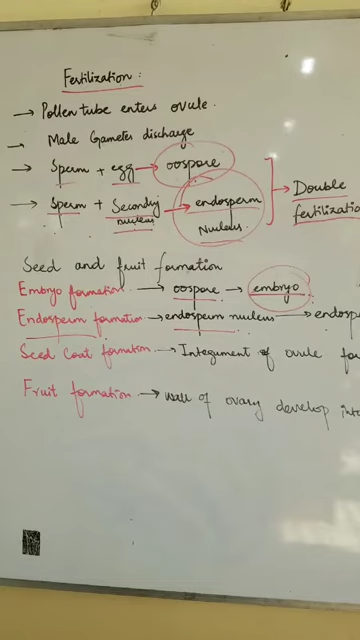 Fertilization :
→ Pollen tube enters ovule.
→ Male Gametes discharge
→ Sperm + egg → oospore
→ Sperm + Secondary nucleus → endosperm Nucleus.
→ Double fertilization
Seed and fruit formation
Embryo formation → oospore → embryo
Endosperm formation → endosperm nucleus → endosp
Seed Coat formation → Integument of ovule fo
Fruit formation → wall of ovary develop into